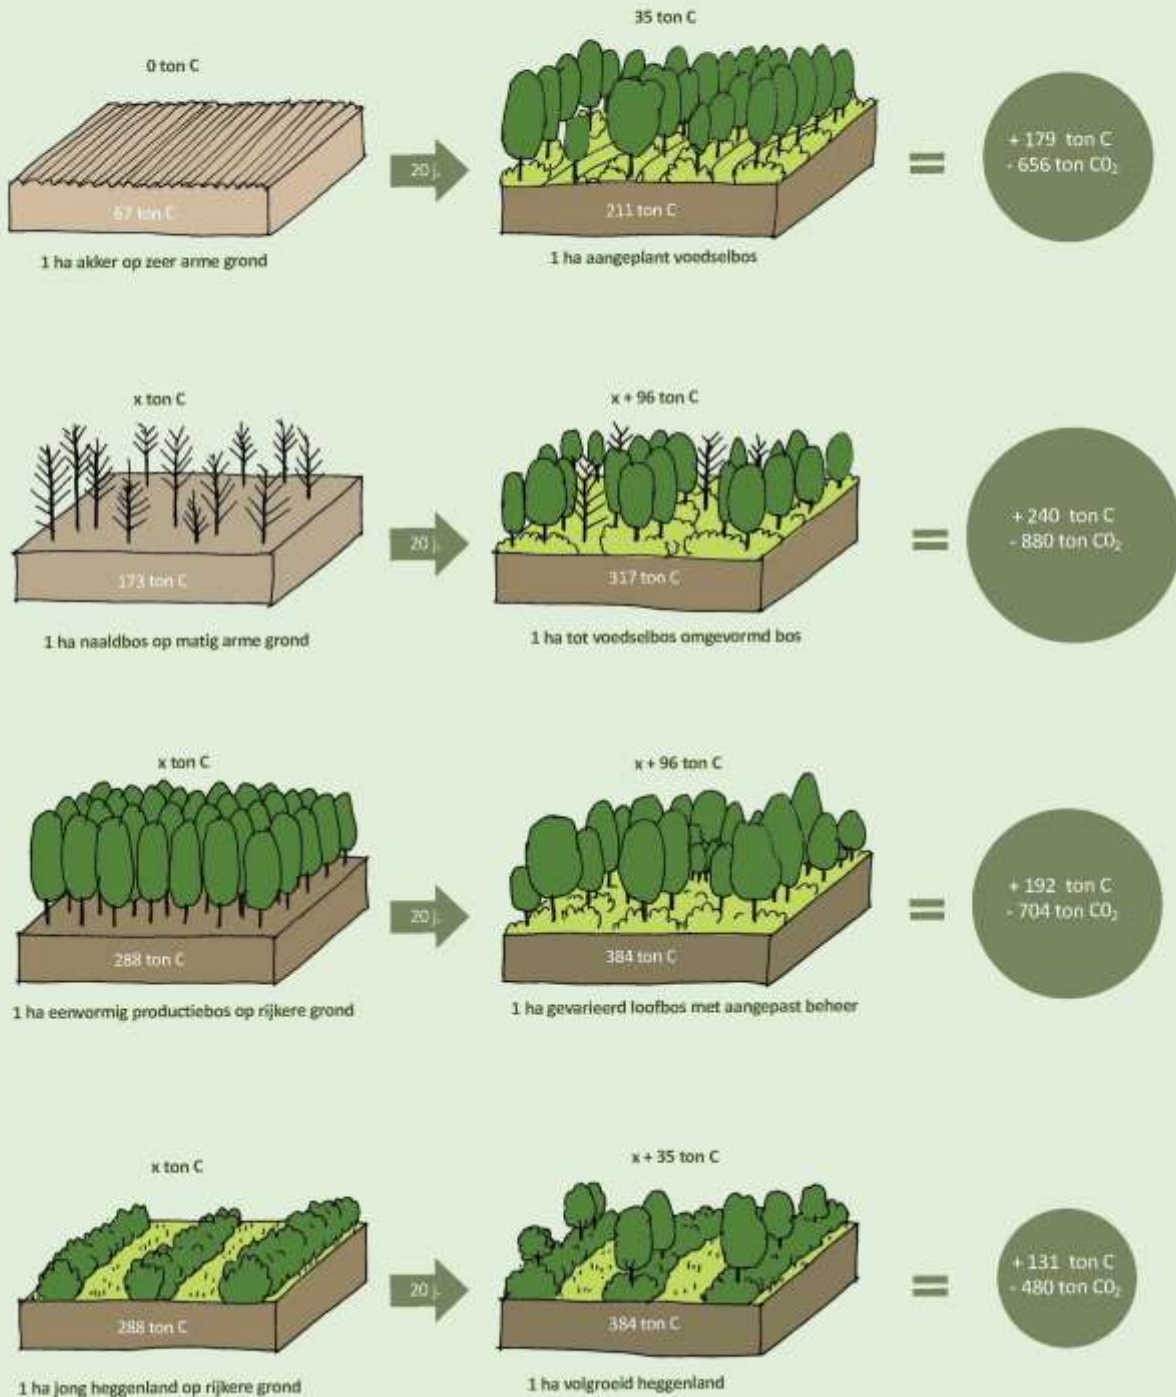 0 ton C
35 ton C
67 ton C
20 j.
211 ton C
=
+ 179 ton C
- 656 ton CO₂
1 ha akker op zeer arme grond
1 ha aangeplant voedselbos
x ton C
x + 96 ton C
173 ton C
20 j.
317 ton C
=
+ 240 ton C
- 880 ton CO₂
1 ha naaldbos op matig arme grond
1 ha tot voedselbos omgevormd bos
x ton C
x + 96 ton C
288 ton C
20 j.
384 ton C
=
+ 192 ton C
- 704 ton CO₂
1 ha eenvormig productiebos op rijkere grond
1 ha gevarieerd loofbos met aangepast beheer
x ton C
x + 35 ton C
288 ton C
20 j.
384 ton C
=
+ 131 ton C
- 480 ton CO₂
1 ha jong heggenland op rijkere grond
1 ha volgroeid heggenland